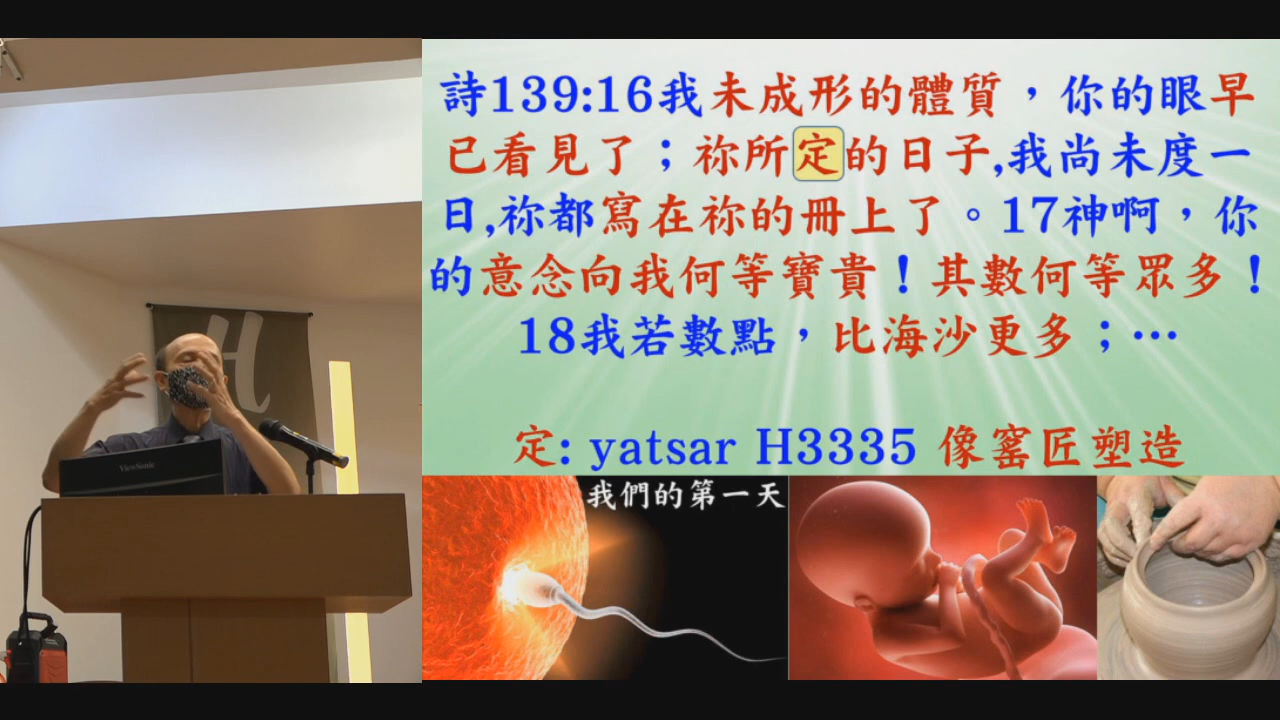 詩139:16我未成形的體質,你的眼早
已看見了;祢所定的日子,我尚未度一
日,祢都寫在祢的冊上了。17神啊,你
的意念向我何等寶貴!其數何等眾多!
18我若數點,比海沙更多;…
定: yatsar H3335 像窰匠塑造
我們的第一天
H
ViewSonic